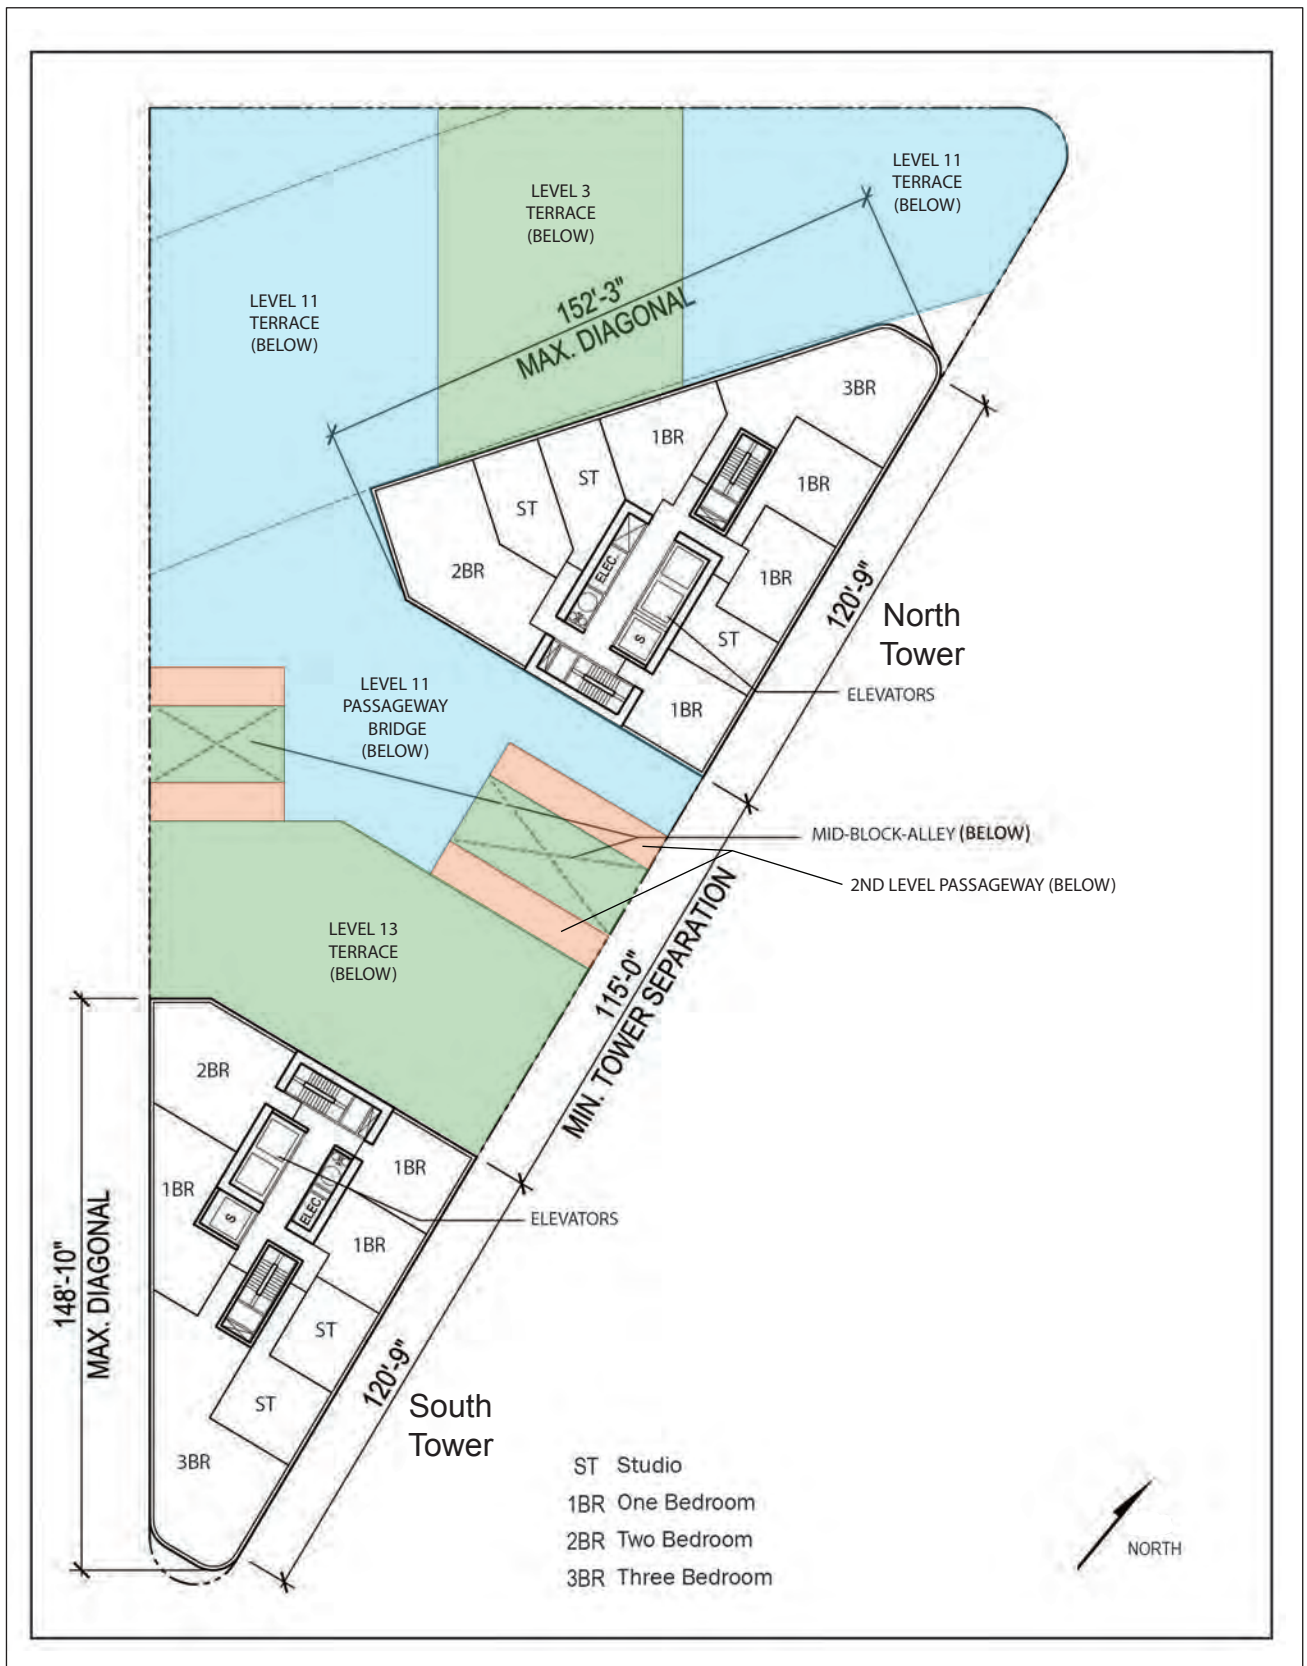 LEVEL 11
TERRACE
(BELOW)
LEVEL 3
TERRACE
(BELOW)
LEVEL 11
TERRACE
(BELOW)
152'-3"
MAX. DIAGONAL
3BR
1BR
1BR
ST
ST
2BR
ELEC.
1BR
S
ST
1BR
120'-9"
North
Tower
ELEVATORS
LEVEL 11
PASSAGEWAY
BRIDGE
(BELOW)
MID-BLOCK-ALLEY (BELOW)
2ND LEVEL PASSAGEWAY (BELOW)
LEVEL 13
TERRACE
(BELOW)
115'-0"
MIN. TOWER SEPARATION
2BR
1BR
1BR
S
ELEC.
1BR
ELEVATORS
ST
ST
3BR
148'-10"
MAX. DIAGONAL
120'-9"
South
Tower
ST Studio
1BR One Bedroom
2BR Two Bedroom
3BR Three Bedroom
NORTH